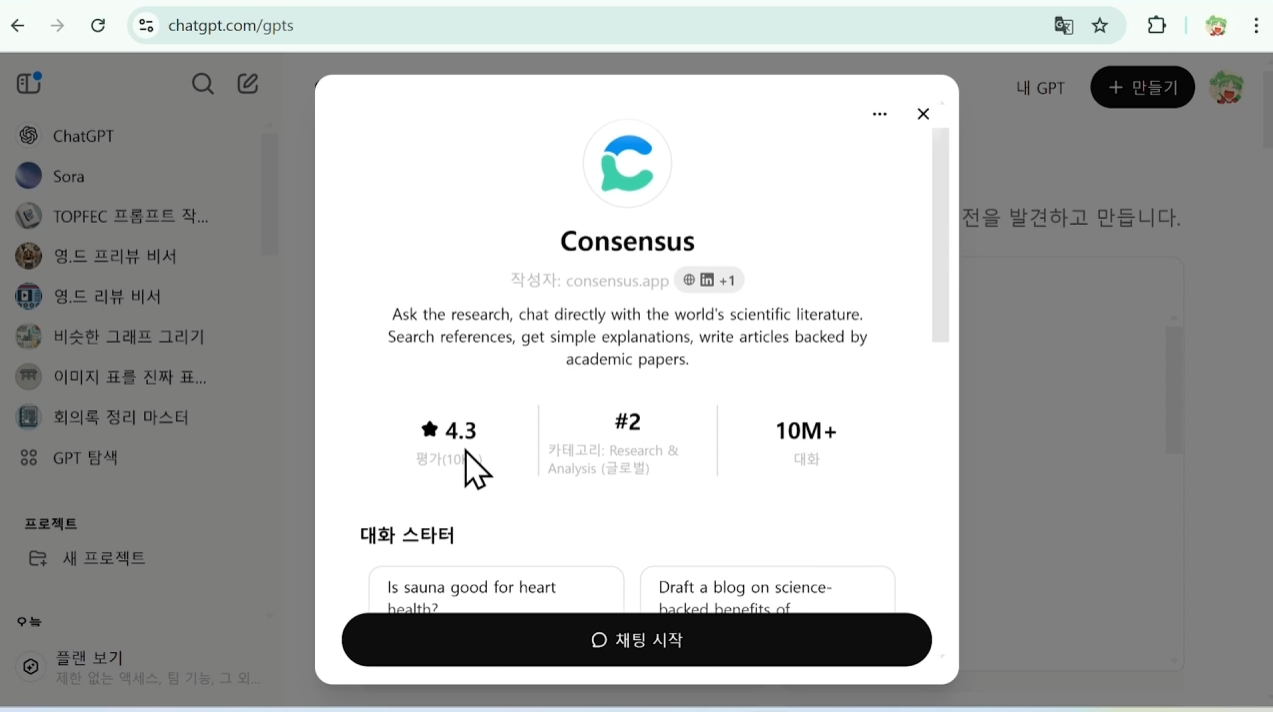 chatgpt.com/gpts
내 GPT
+ 만들기
ChatGPT
Sora
TOPFEC 프롬프트 작...
영.드 프리뷰 비서
영.드 리뷰 비서
비슷한 그래프 그리기
이미지 표를 진짜 표...
회의록 정리 마스터
GPT 탐색
프로젝트
새 프로젝트
오늘
플랜 보기
제한 없는 액세스, 팀 기능, 그 외...
전을 발견하고 만듭니다.
Consensus
작성자: consensus.app
+1
Ask the research, chat directly with the world's scientific literature.
Search references, get simple explanations, write articles backed by
academic papers.
★ 4.3
#2
카테고리: Research &
Analysis (글로벌)
10M+
대화
대화 스타터
Is sauna good for heart
health?
Draft a blog on science-
backed benefits of
채팅 시작